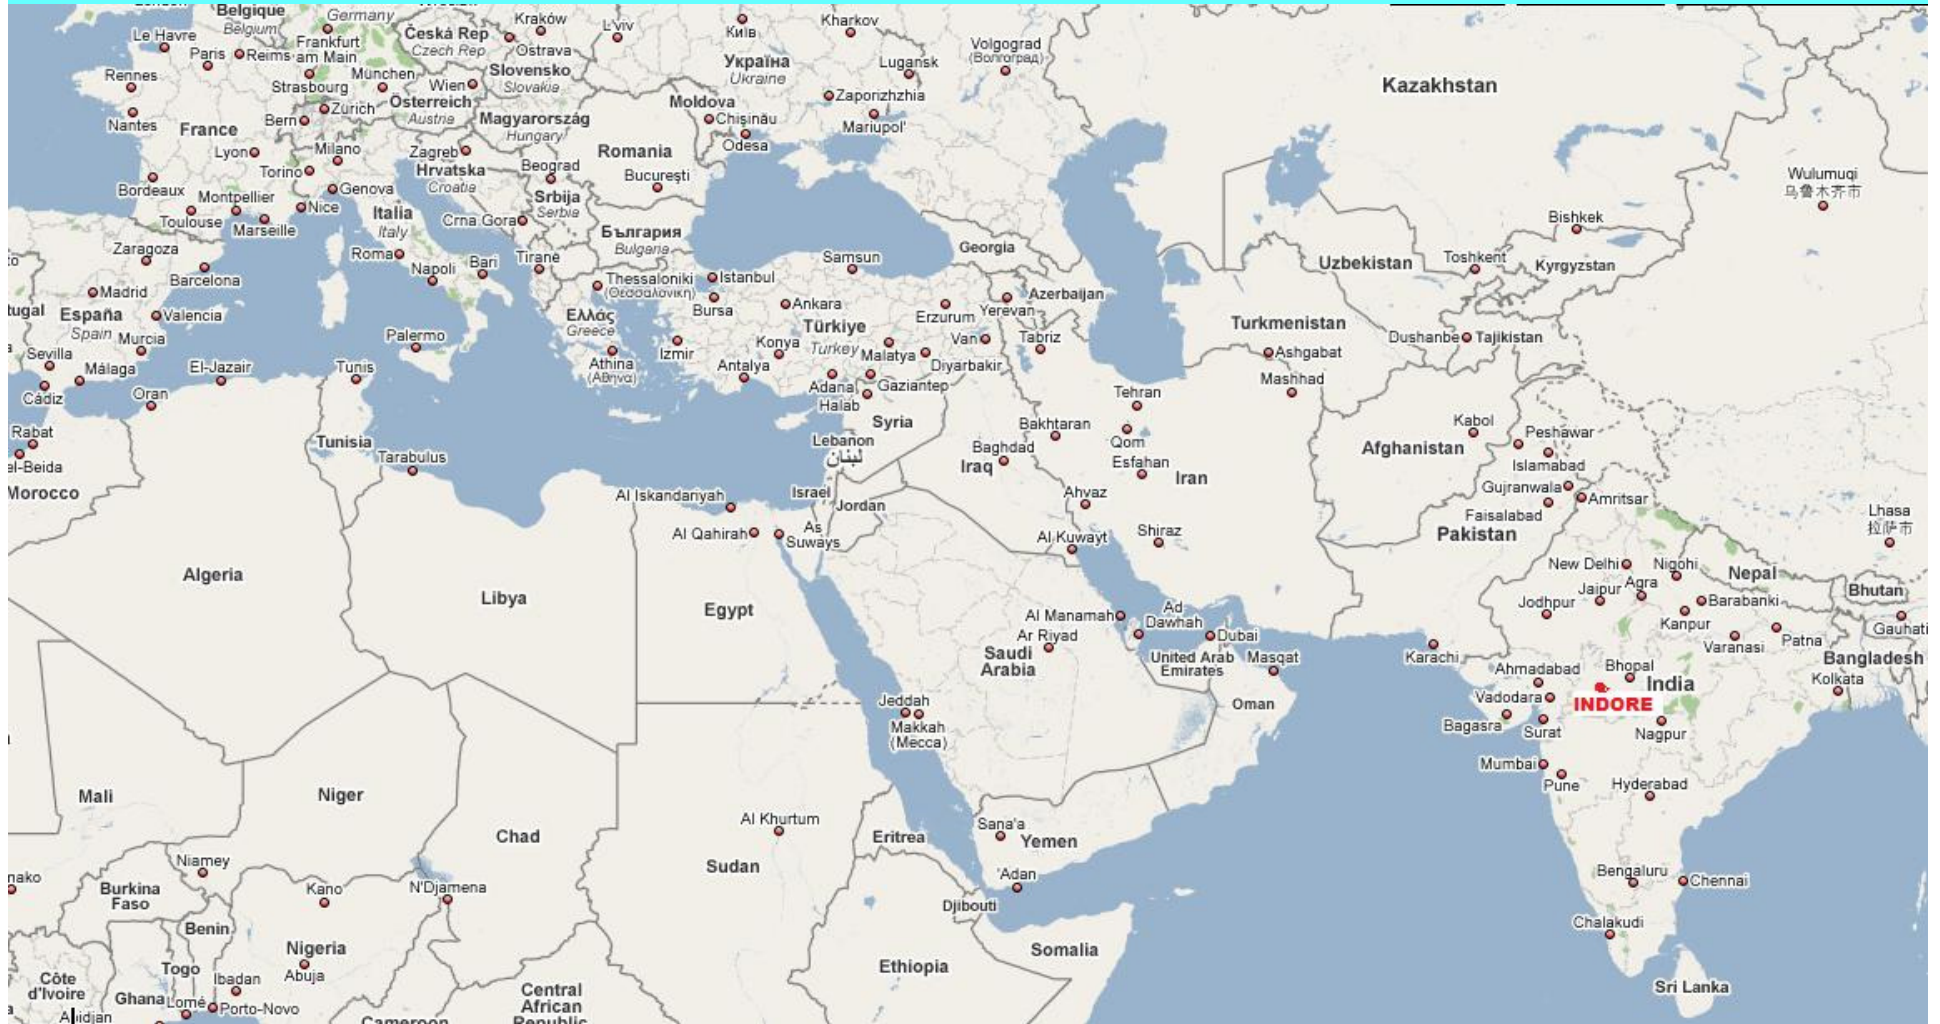 Belgique
Belgium
Germany
Kraków
L'viv
Київ
Kharkov
Le Havre
Frankfurt
am Main
Česká Rep
Czech Rep
Ostrava
Україна
Ukraine
Volgograd
(Волгоград)
Paris
Reims
Lugansk
Rennes
Strasbourg
München
Wien
Slovensko
Slovakia
Kazakhstan
Zürich
Österreich
Austria
Moldova
Zaporizhzhia
Nantes
Bern
Magyarország
Hungary
Chişinău
Mariupol'
France
Lyon
Milano
Zagreb
Romania
Odesa
Torino
Hrvatska
Croatia
Beograd
Bucureşti
Wulumuqi
乌鲁木齐市
Bordeaux
Montpellier
Genova
Srbija
Serbia
Toulouse
Marseille
Nice
Italia
Italy
Crna Gora
България
Bulgaria
Bishkek
Zaragoza
Roma
Bari
Tiranë
Samsun
Georgia
Toshkent
Uzbekistan
Kyrgyzstan
Barcelona
Napoli
Thessaloniki
(Θεσσαλονίκη)
Istanbul
Madrid
Bursa
Ankara
Erzurum
Yerevan
Azerbaijan
tugal
España
Spain
Valencia
Ελλάς
Greece
Türkiye
Turkey
Turkmenistan
Murcia
Palermo
Izmir
Konya
Van
Tabriz
Dushanbe
Tajikistan
Sevilla
Málaga
El-Jazair
Tunis
Athina
(Αθηνα)
Antalya
Malatya
Diyarbakir
Ashgabat
Cádiz
Oran
Adana
Gaziantep
Mashhad
Halab
Tehran
Rabat
Tunisia
Syria
Bakhtaran
Kabol
Peshawar
el-Beida
Tarabulus
Lebanon
لبنان
Baghdad
Iraq
Qom
Afghanistan
Islamabad
Morocco
Esfahan
Iran
Al Iskandariyah
Israel
Jordan
Ahvaz
Gujranwala
Amritsar
Faisalabad
Lhasa
拉萨市
Al Qahirah
As
Suways
Al Kuwayt
Shiraz
Pakistan
Algeria
Libya
Egypt
New Delhi
Nigohi
Nepal
Jaipur
Agra
Bhutan
Al Manamah
Ad
Dawhah
Jodhpur
Barabanki
Ar Riyad
Dubai
Kanpur
Gauhati
Saudi
Arabia
United Arab
Emirates
Masqat
Karachi
Varanasi
Patna
Bangladesh
Ahmadabad
Bhopal
India
Kolkata
Jeddah
Oman
Vadodara
INDORE
Makkah
(Mecca)
Bagasra
Surat
Nagpur
Mumbai
Mali
Niger
Pune
Hyderabad
Chad
Al Khurtum
Sana'a
Eritrea
Yemen
Sudan
Niamey
nako
Burkina
Faso
Kano
N'Djamena
'Adan
Bengaluru
Chennai
Djibouti
Benin
Chalakudi
Nigeria
Abuja
Somalia
Togo
Ibadan
Ethiopia
Côte
d'Ivoire
Ghana
Lomé
Porto-Novo
Central
African
Republic
Sri Lanka
Cameroon